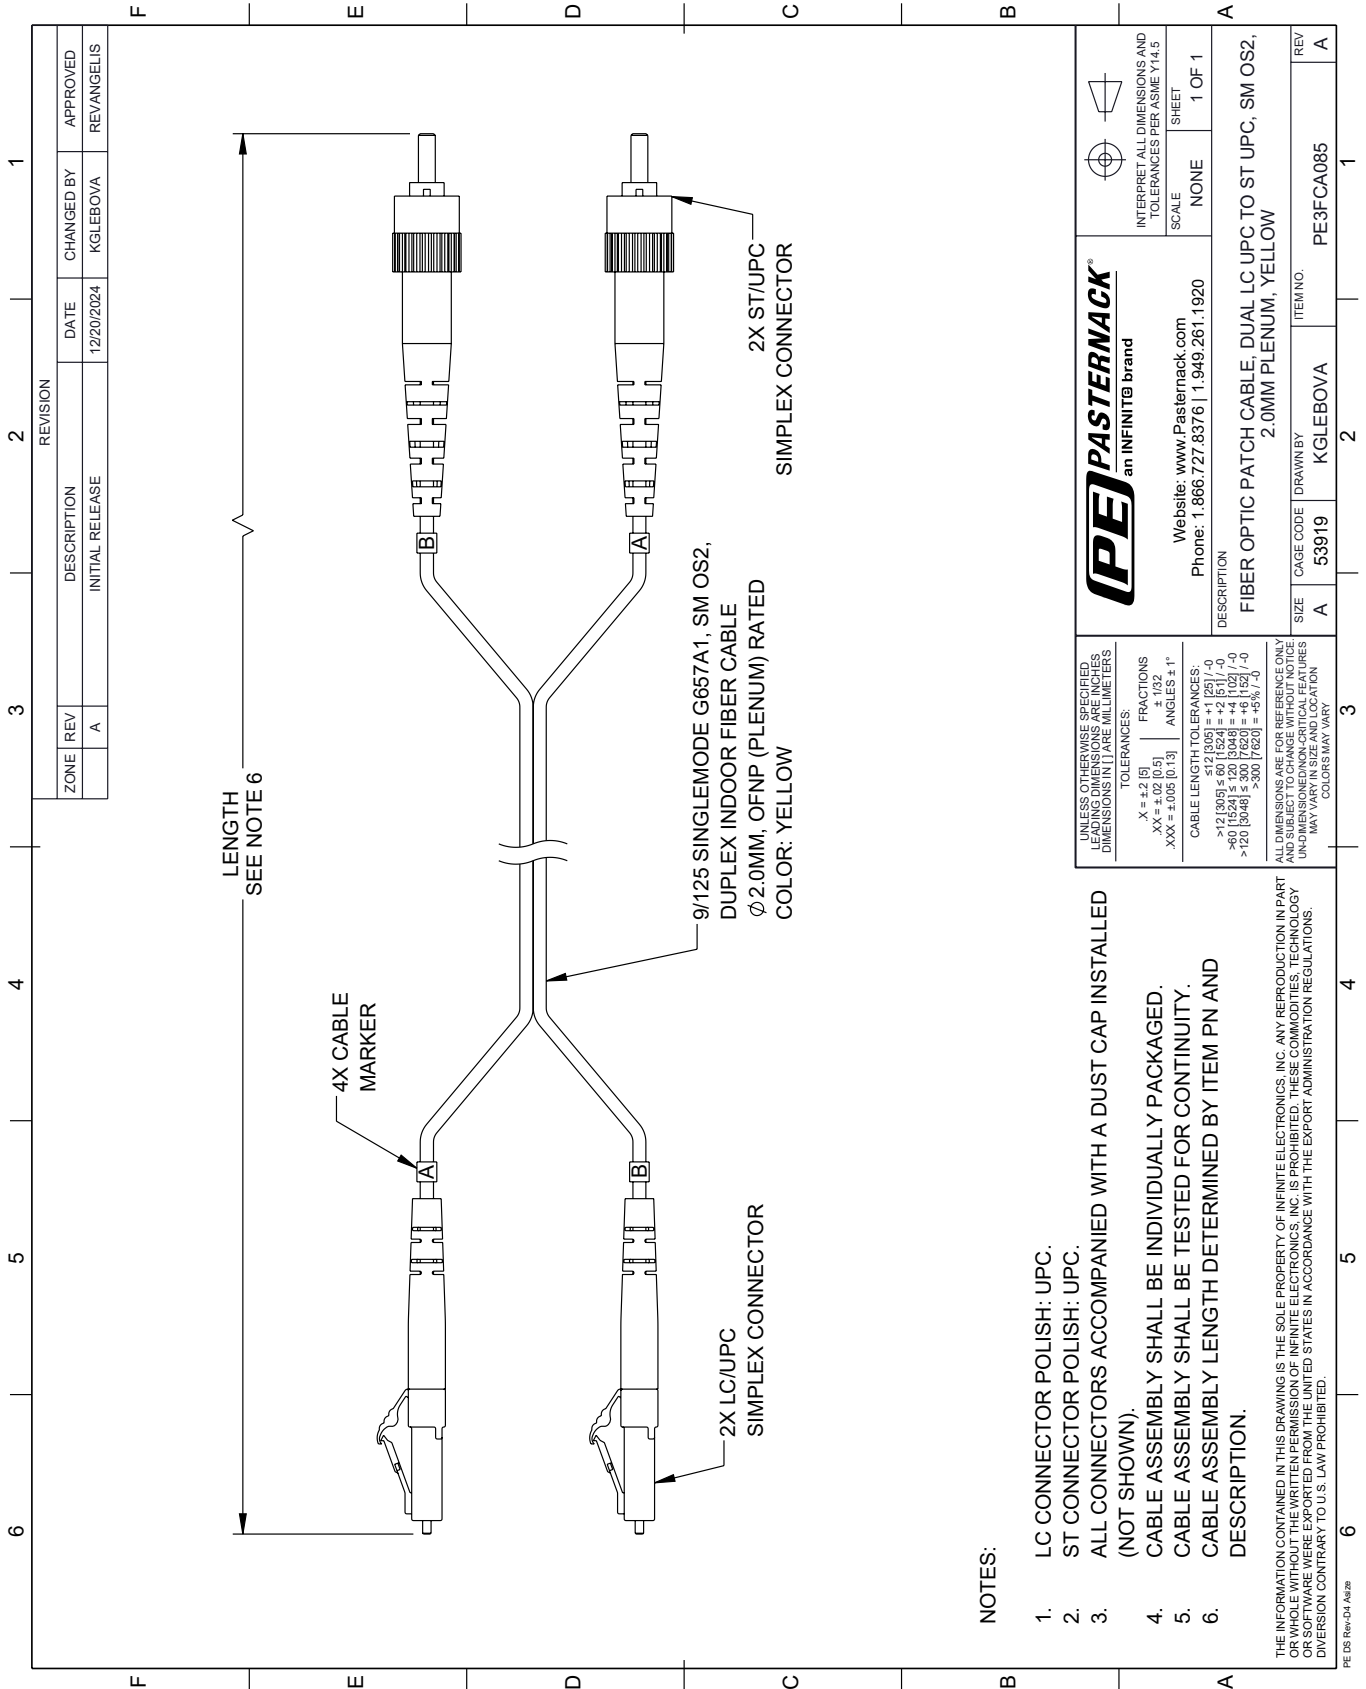 REVISION
ZONE REV DESCRIPTION DATE CHANGED BY APPROVED
A INITIAL RELEASE 12/20/2024 KGLEBOVA REVANGELIS
6 5 4 3 2 1
F
E
D
C
B
A
LENGTH
SEE NOTE 6
4X CABLE
MARKER
A
B
B
A
2X LC/UPC
SIMPLEX CONNECTOR
9/125 SINGLEMODE G657A1, SM OS2,
DUPLEX INDOOR FIBER CABLE
Ø 2.0MM, OFNP (PLENUM) RATED
COLOR: YELLOW
2X ST/UPC
SIMPLEX CONNECTOR
NOTES:
1. LC CONNECTOR POLISH: UPC.
2. ST CONNECTOR POLISH: UPC.
3. ALL CONNECTORS ACCOMPANIED WITH A DUST CAP INSTALLED
(NOT SHOWN).
4. CABLE ASSEMBLY SHALL BE INDIVIDUALLY PACKAGED.
5. CABLE ASSEMBLY SHALL BE TESTED FOR CONTINUITY.
6. CABLE ASSEMBLY LENGTH DETERMINED BY ITEM PN AND
DESCRIPTION.
THE INFORMATION CONTAINED IN THIS DRAWING IS THE SOLE PROPERTY OF INFINITE ELECTRONICS, INC. ANY REPRODUCTION IN PART
OR WHOLE WITHOUT THE WRITTEN PERMISSION OF INFINITE ELECTRONICS, INC. IS PROHIBITED. THESE COMMODITIES, TECHNOLOGY
OR SOFTWARE WERE EXPORTED FROM THE UNITED STATES IN ACCORDANCE WITH THE EXPORT ADMINISTRATION REGULATIONS.
DIVERSION CONTRARY TO U.S. LAW PROHIBITED.
UNLESS OTHERWISE SPECIFIED
LEADING DIMENSIONS ARE INCHES
DIMENSIONS IN [ ] ARE MILLIMETERS
TOLERANCES:
.X = ±.2 [5] FRACTIONS
.XX = ±.02 [0.5] ± 1/32
.XXX = ±.005 [0.13] ANGLES ± 1°
CABLE LENGTH TOLERANCES:
≤12 [305] = +1 [25] / -0
>12 [305] ≤ 60 [1524] = +2 [51] / -0
>60 [1524] ≤ 120 [3048] = +4 [102] / -0
>120 [3048] ≤ 300 [7620] = +6 [152] / -0
>300 [7620] = +5% / -0
ALL DIMENSIONS ARE FOR REFERENCE ONLY
AND SUBJECT TO CHANGE WITHOUT NOTICE.
UN-DIMENSIONED/NON-CRITICAL FEATURES
MAY VARY IN SIZE AND LOCATION
COLORS MAY VARY
PE PASTERNACK®
an INFINIT@ brand
Website: www.Pasternack.com
Phone: 1.866.727.8376 | 1.949.261.1920
INTERPRET ALL DIMENSIONS AND
TOLERANCES PER ASME Y14.5
SCALE SHEET
NONE 1 OF 1
DESCRIPTION
FIBER OPTIC PATCH CABLE, DUAL LC UPC TO ST UPC, SM OS2,
2.0MM PLENUM, YELLOW
SIZE CAGE CODE DRAWN BY ITEM NO. REV
A 53919 KGLEBOVA PE3FCA085 A
6 5 4 3 2 1
F
E
D
C
B
A
PE DS Rev-D4 Asize